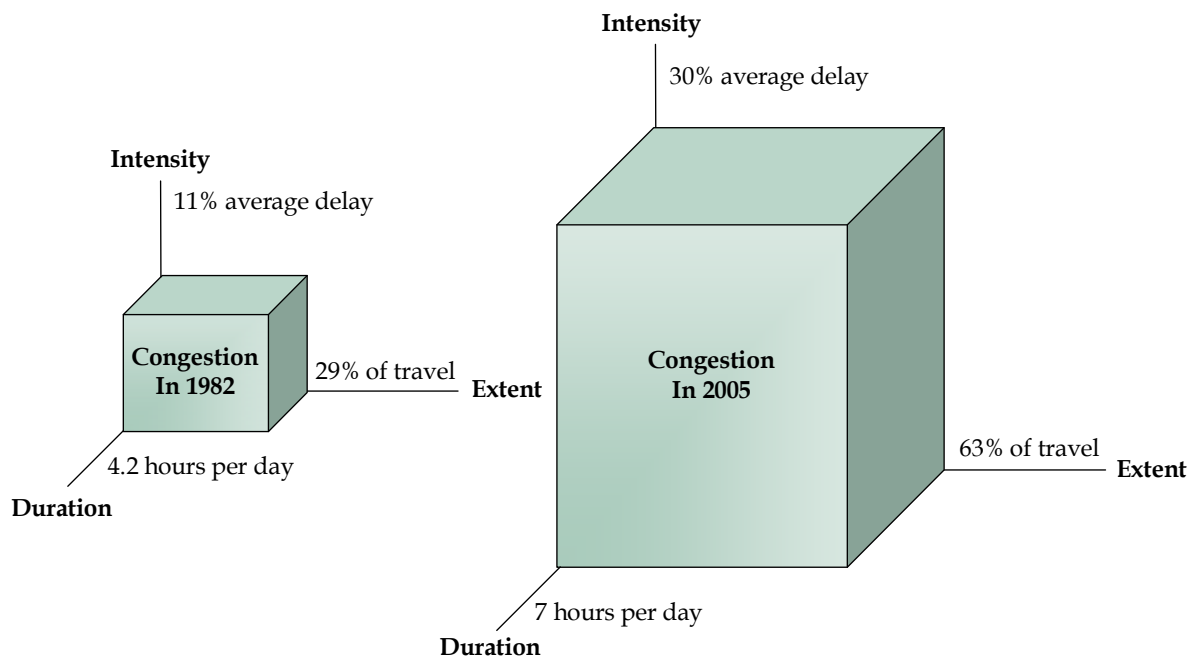 Intensity
11% average delay
Congestion
In 1982
29% of travel
Extent
4.2 hours per day
Duration
Intensity
30% average delay
Congestion
In 2005
63% of travel
Extent
7 hours per day
Duration